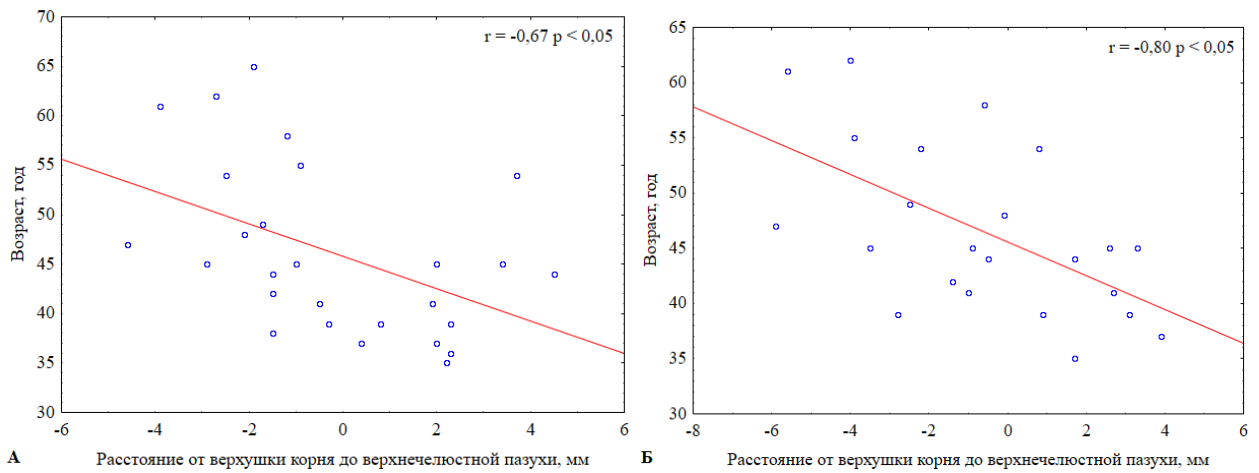 70
65
60
55
50
45
40
35
30
Возраст, год
r = -0,67 p < 0,05
-6 -4 -2 0 2 4 6
А Расстояние от верхушки корня до верхнечелюстной пазухи, мм
65
60
55
50
45
40
35
30
Возраст, год
r = -0,80 p < 0,05
-8 -6 -4 -2 0 2 4 6
Б Расстояние от верхушки корня до верхнечелюстной пазухи, мм